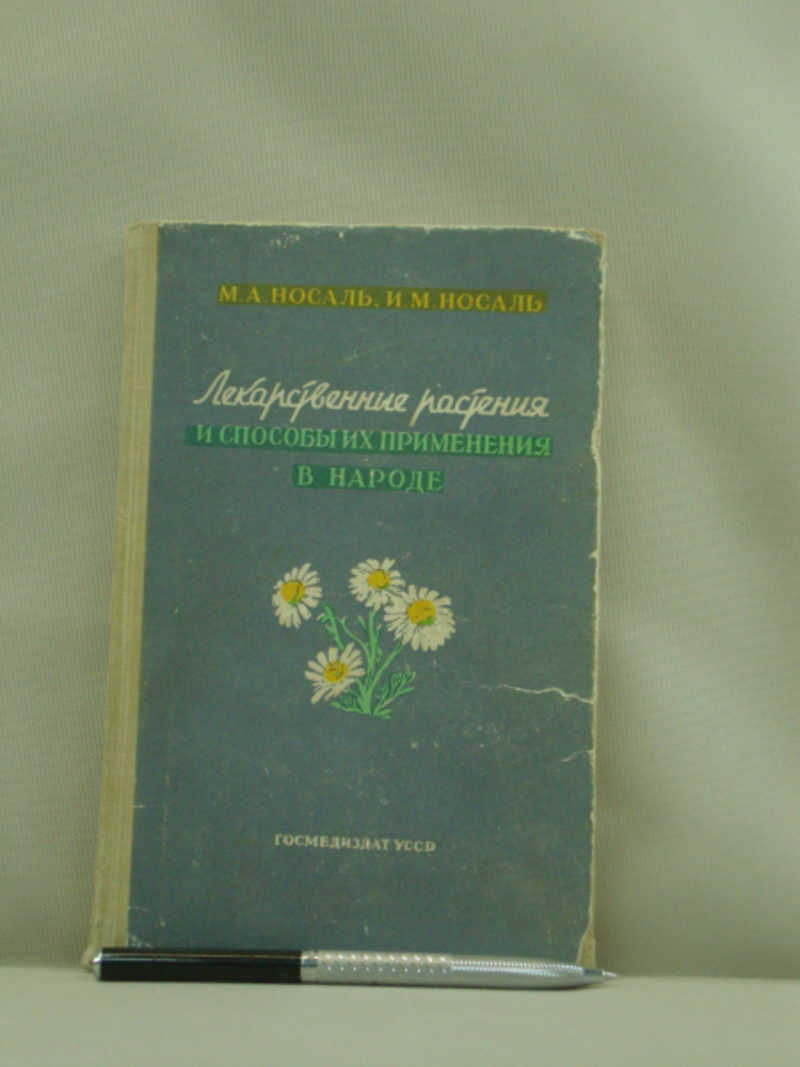 М. А. НОСАЛЬ, И. М. НОСАЛЬ
Лекарственные растения
И СПОСОБЫ ИХ ПРИМЕНЕНИЯ
В НАРОДЕ
ГОСМЕДИЗДАТ УССР